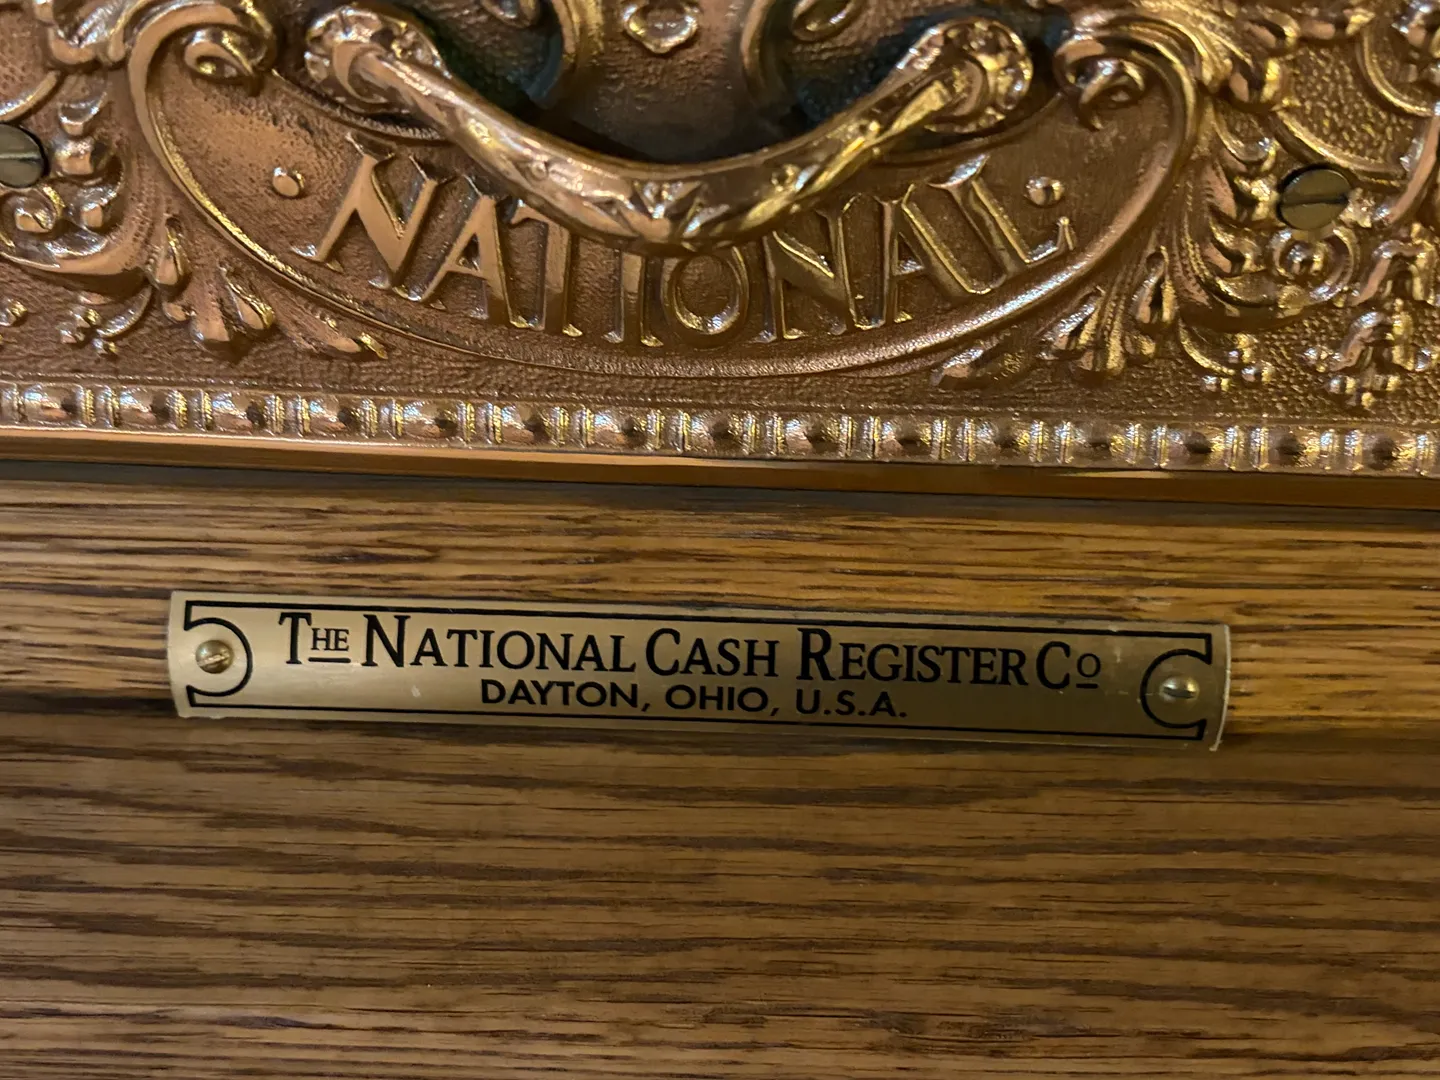 NATIONAL
THE NATIONAL CASH REGISTER CO
DAYTON, OHIO, U.S.A.